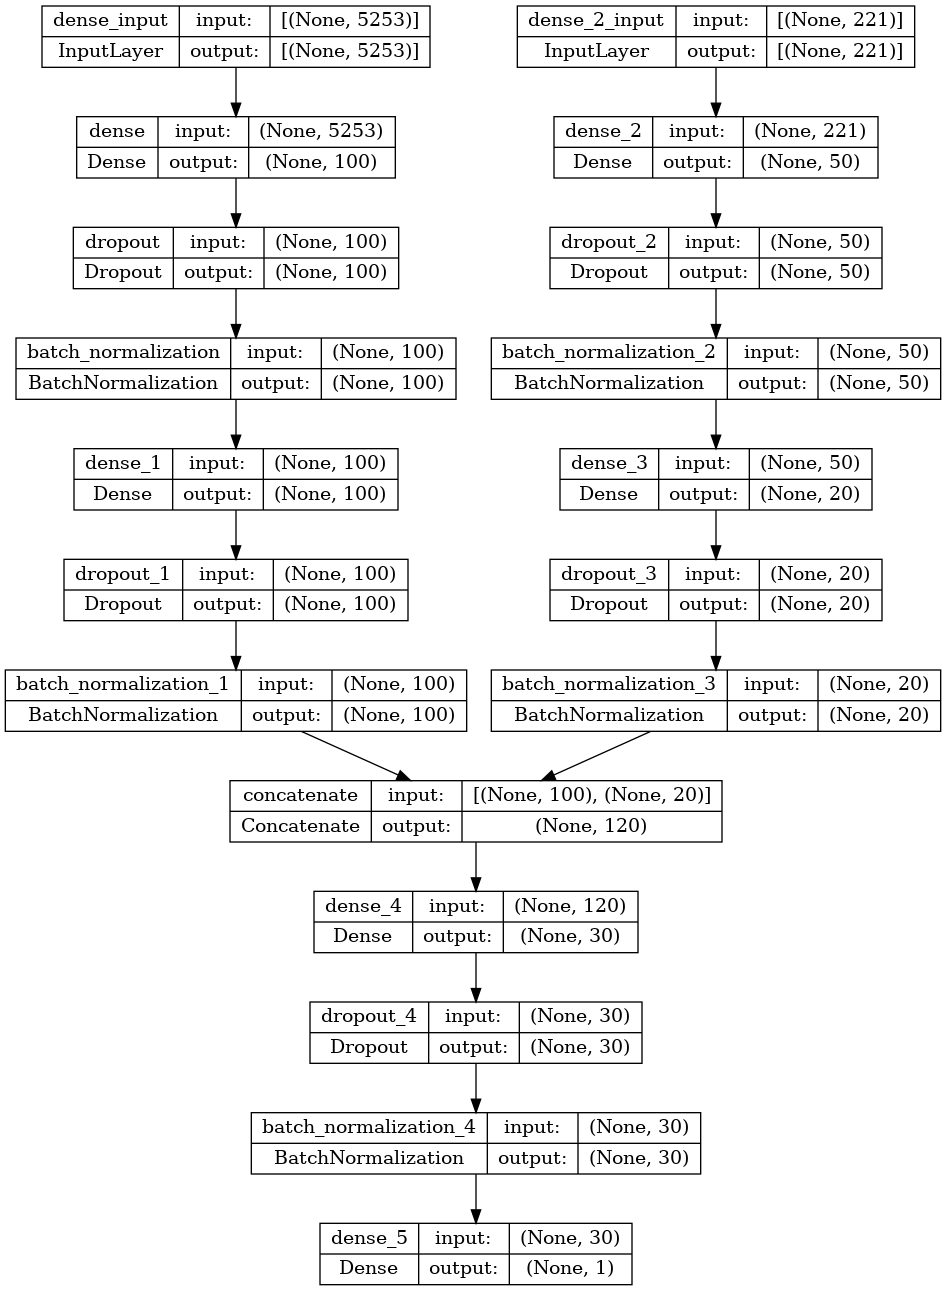 dense_input input: [(None, 5253)]
InputLayer output: [(None, 5253)]
dense_2_input input: [(None, 221)]
InputLayer output: [(None, 221)]
dense input: (None, 5253)
Dense output: (None, 100)
dense_2 input: (None, 221)
Dense output: (None, 50)
dropout input: (None, 100)
Dropout output: (None, 100)
dropout_2 input: (None, 50)
Dropout output: (None, 50)
batch_normalization input: (None, 100)
BatchNormalization output: (None, 100)
batch_normalization_2 input: (None, 50)
BatchNormalization output: (None, 50)
dense_1 input: (None, 100)
Dense output: (None, 100)
dense_3 input: (None, 50)
Dense output: (None, 20)
dropout_1 input: (None, 100)
Dropout output: (None, 100)
dropout_3 input: (None, 20)
Dropout output: (None, 20)
batch_normalization_1 input: (None, 100)
BatchNormalization output: (None, 100)
batch_normalization_3 input: (None, 20)
BatchNormalization output: (None, 20)
concatenate input: [(None, 100), (None, 20)]
Concatenate output: (None, 120)
dense_4 input: (None, 120)
Dense output: (None, 30)
dropout_4 input: (None, 30)
Dropout output: (None, 30)
batch_normalization_4 input: (None, 30)
BatchNormalization output: (None, 30)
dense_5 input: (None, 30)
Dense output: (None, 1)